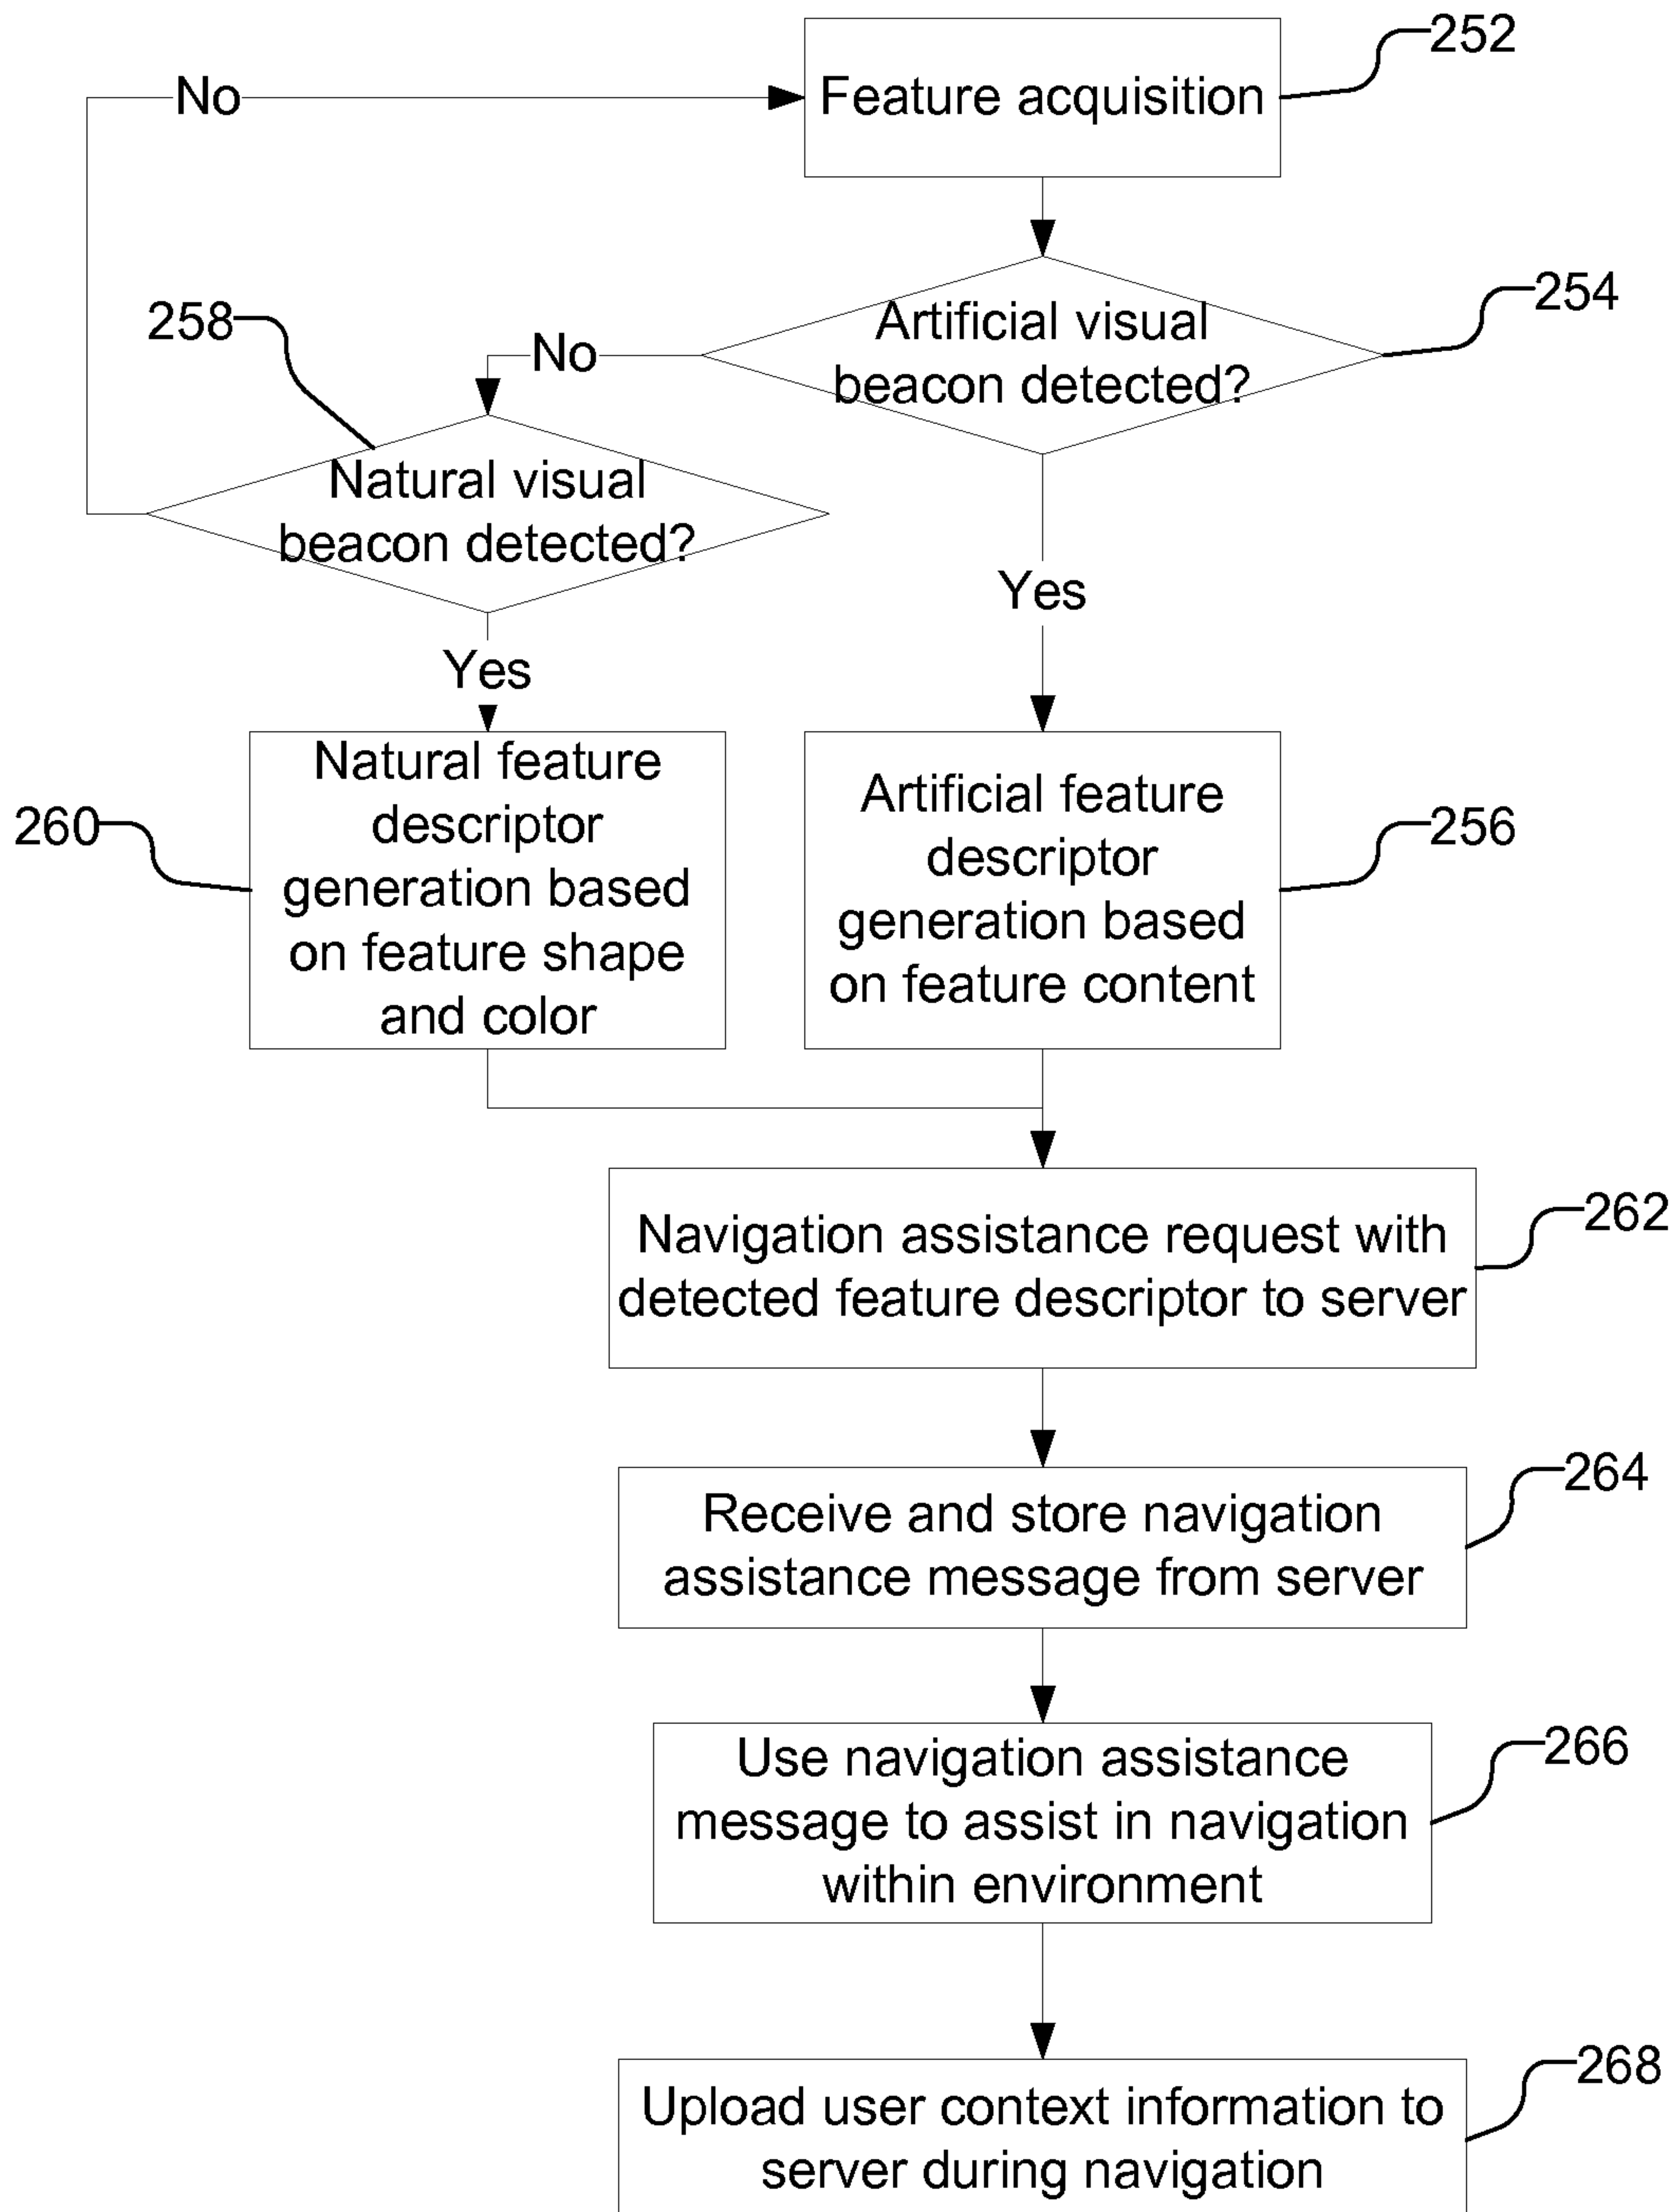 252
No
Feature acquisition
254
258
Artificial visual
beacon detected?
No
Natural visual
beacon detected?
Yes
Yes
260
Natural feature
descriptor
generation based
on feature shape
and color
Artificial feature
descriptor
generation based
on feature content
256
Navigation assistance request with
detected feature descriptor to server
262
Receive and store navigation
assistance message from server
264
Use navigation assistance
message to assist in navigation
within environment
266
Upload user context information to
server during navigation
268